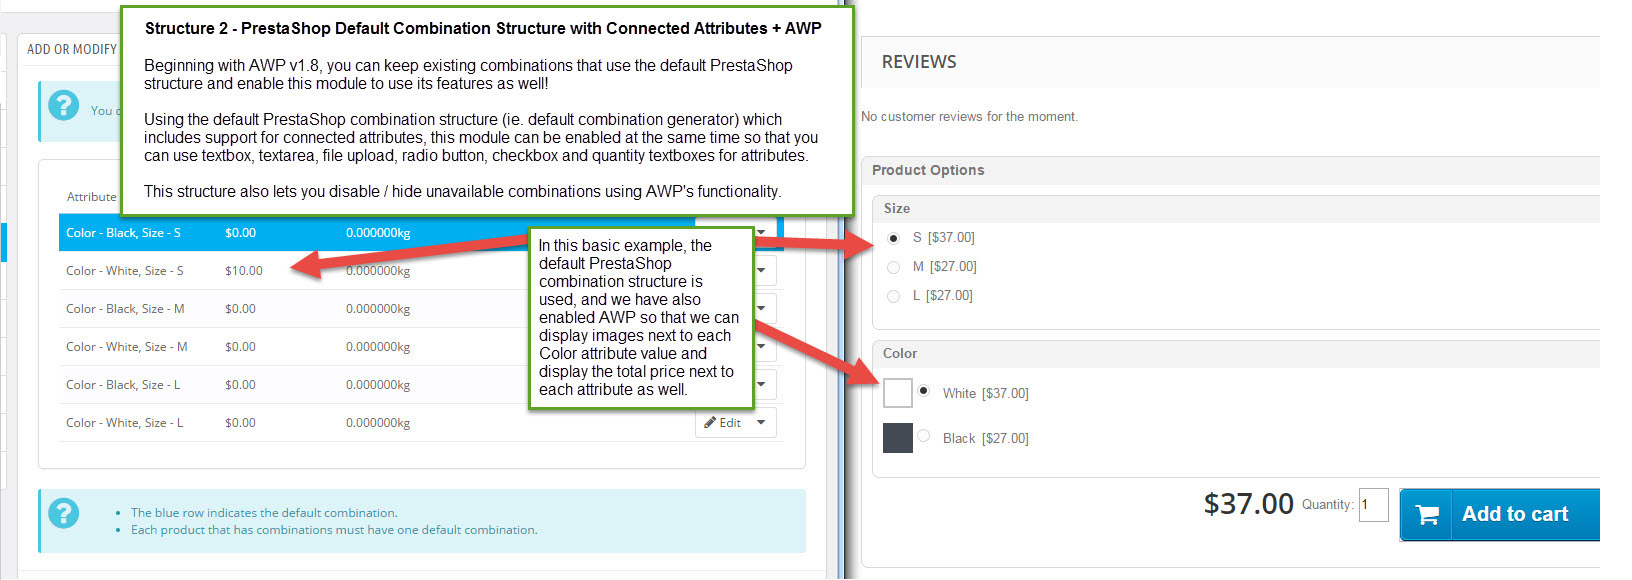 Structure 2 - PrestaShop Default Combination Structure with Connected Attributes + AWP
Beginning with AWP v1.8, you can keep existing combinations that use the default PrestaShop
structure and enable this module to use its features as well!
Using the default PrestaShop combination structure (ie. default combination generator) which
includes support for connected attributes, this module can be enabled at the same time so that you
can use textbox, textarea, file upload, radio button, checkbox and quantity textboxes for attributes.
This structure also lets you disable / hide unavailable combinations using AWP's functionality.
ADD OR MODIFY
?
You
Attribute
Color - Black, Size - S $0.00 0.000000kg
Color - White, Size - S $10.00 0.000000kg
Color - Black, Size - M $0.00 0.000000kg
Color - White, Size - M $0.00 0.000000kg
Color - Black, Size - L $0.00 0.000000kg
Color - White, Size - L $0.00 0.000000kg Edit
In this basic example, the
default PrestaShop
combination structure is
used, and we have also
enabled AWP so that we can
display images next to each
Color attribute value and
display the total price next to
each attribute as well.
?
The blue row indicates the default combination.
Each product that has combinations must have one default combination.
REVIEWS
No customer reviews for the moment.
Product Options
Size
S [$37.00]
M [$27.00]
L [$27.00]
Color
White [$37.00]
Black [$27.00]
$37.00 Quantity: 1 Add to cart